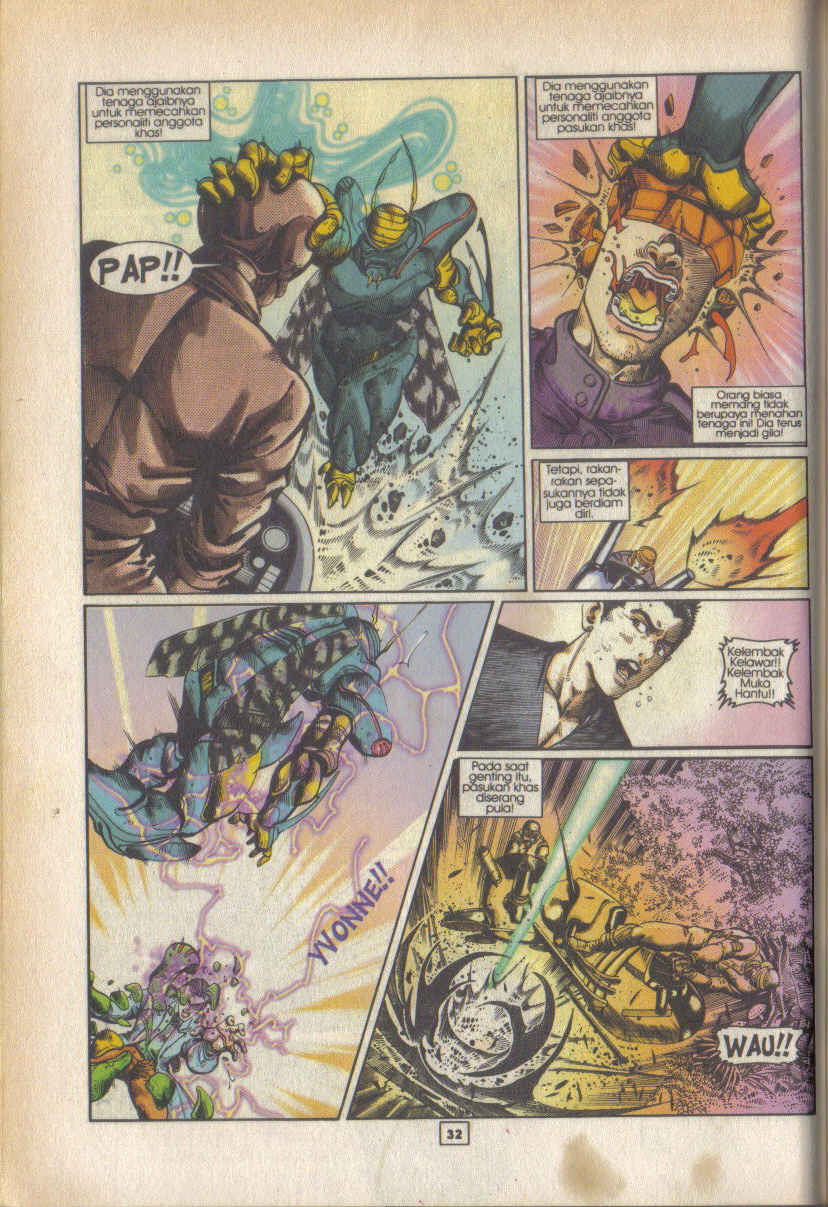 Dia menggunakan
tenaga ajaibnya
untuk memecahkan
personaliti anggota
khas!
PAP!!
Dia menggunakan
tenaga ajaibnya
untuk memecahkan
personaliti anggota
pasukan khas!
Orang biasa
memang tidak
berupaya menahan
tenaga ini! Dia terus
menjadi gila!
Tetapi, rakan-
rakan sepa-
sukannya tidak
juga berdiam
diri.
YVONNE!!
Kelembak
Kelawar!!
Kelembak
Muka
Hantu!!
Pada saat
genting itu,
pasukan khas
diserang
pula!
WAU!!
32